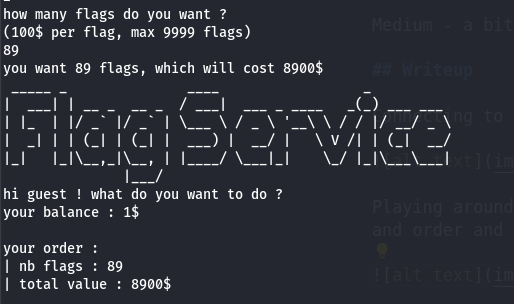 how many flags do you want ?
(100$ per flag, max 9999 flags)
89
you want 89 flags, which will cost 8900$
FlagService
hi guest ! what do you want to do ?
your balance : 1$
your order :
| nb flags : 89
| total value : 8900$
Medium - a bit
## Writeup
onnecting to
![alt text](im
Playing around
and order and
![alt text](im